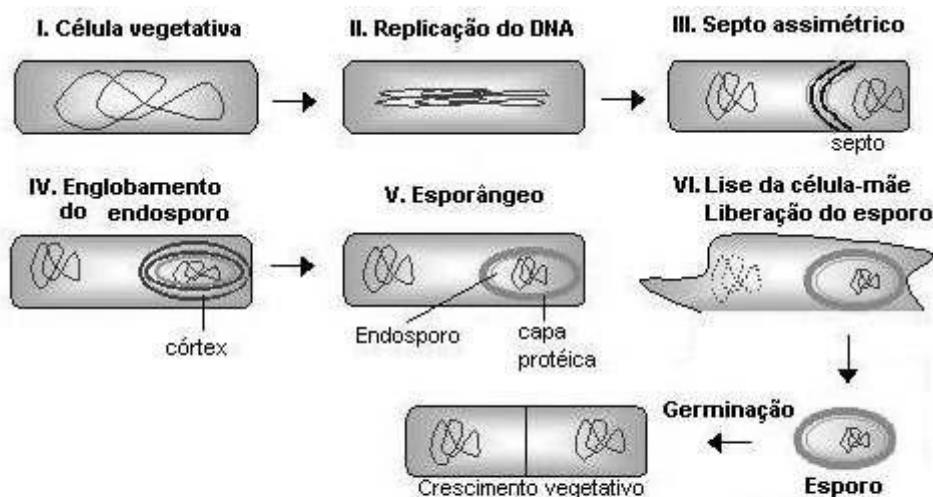 I. Célula vegetativa
II. Replicação do DNA
III. Septo assimétrico
septo
IV. Englobamento
do endosporo
córtex
V. Esporângeo
Endosporo
capa
protéica
VI. Lise da célula-mãe
Liberação do esporo
Germinação
Esporo
Crescimento vegetativo